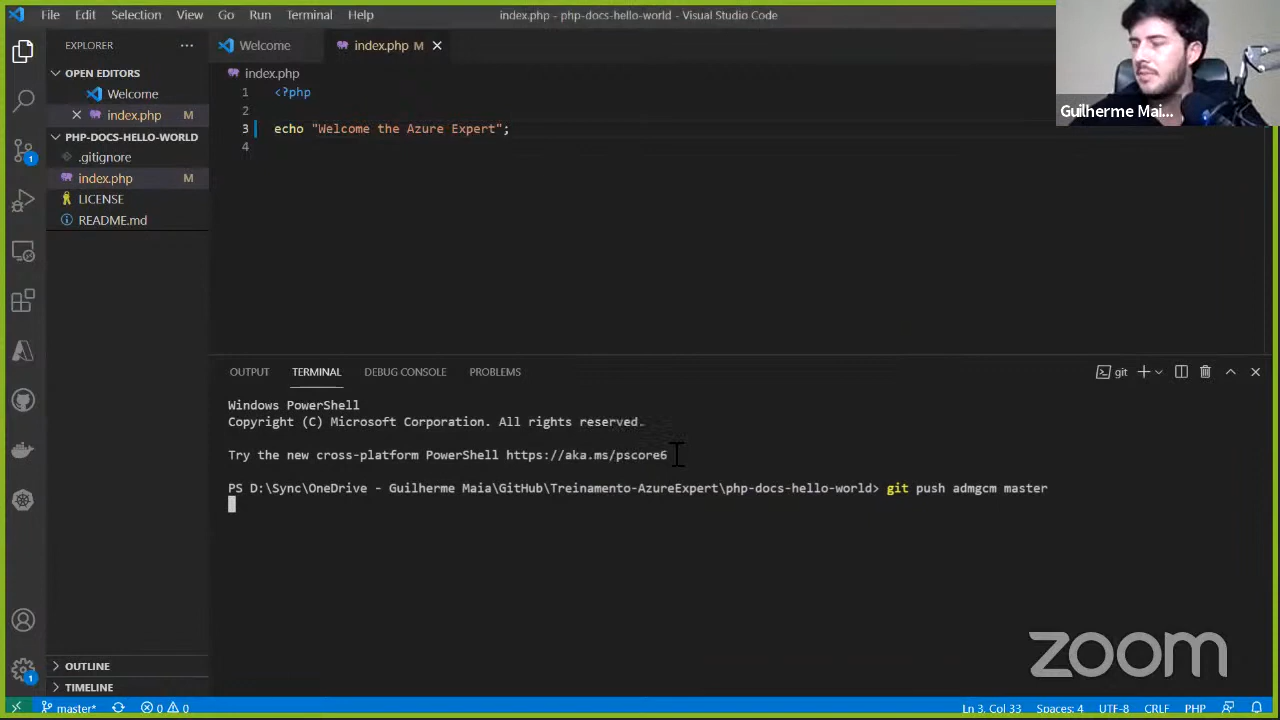 File Edit Selection View Go Run Terminal Help
index.php - php-docs-hello-world - Visual Studio Code
EXPLORER
OPEN EDITORS
Welcome
index.php M
PHP-DOCS-HELLO-WORLD
.gitignore
index.php M
LICENSE
README.md
OUTLINE
TIMELINE
1
1
Welcome
index.php M
index.php
1 <?php
2
3 echo "Welcome the Azure Expert";
4
Guilherme Mai...
OUTPUT TERMINAL DEBUG CONSOLE PROBLEMS
git
Windows PowerShell
Copyright (C) Microsoft Corporation. All rights reserved.
Try the new cross-platform PowerShell https://aka.ms/pscore6
PS D:\Sync\OneDrive - Guilherme Maia\GitHub\Treinamento-AzureExpert\php-docs-hello-world> git push admgcm master
zoom
master* 0 0
Ln 3, Col 33 Spaces: 4 UTF-8 CRLF PHP